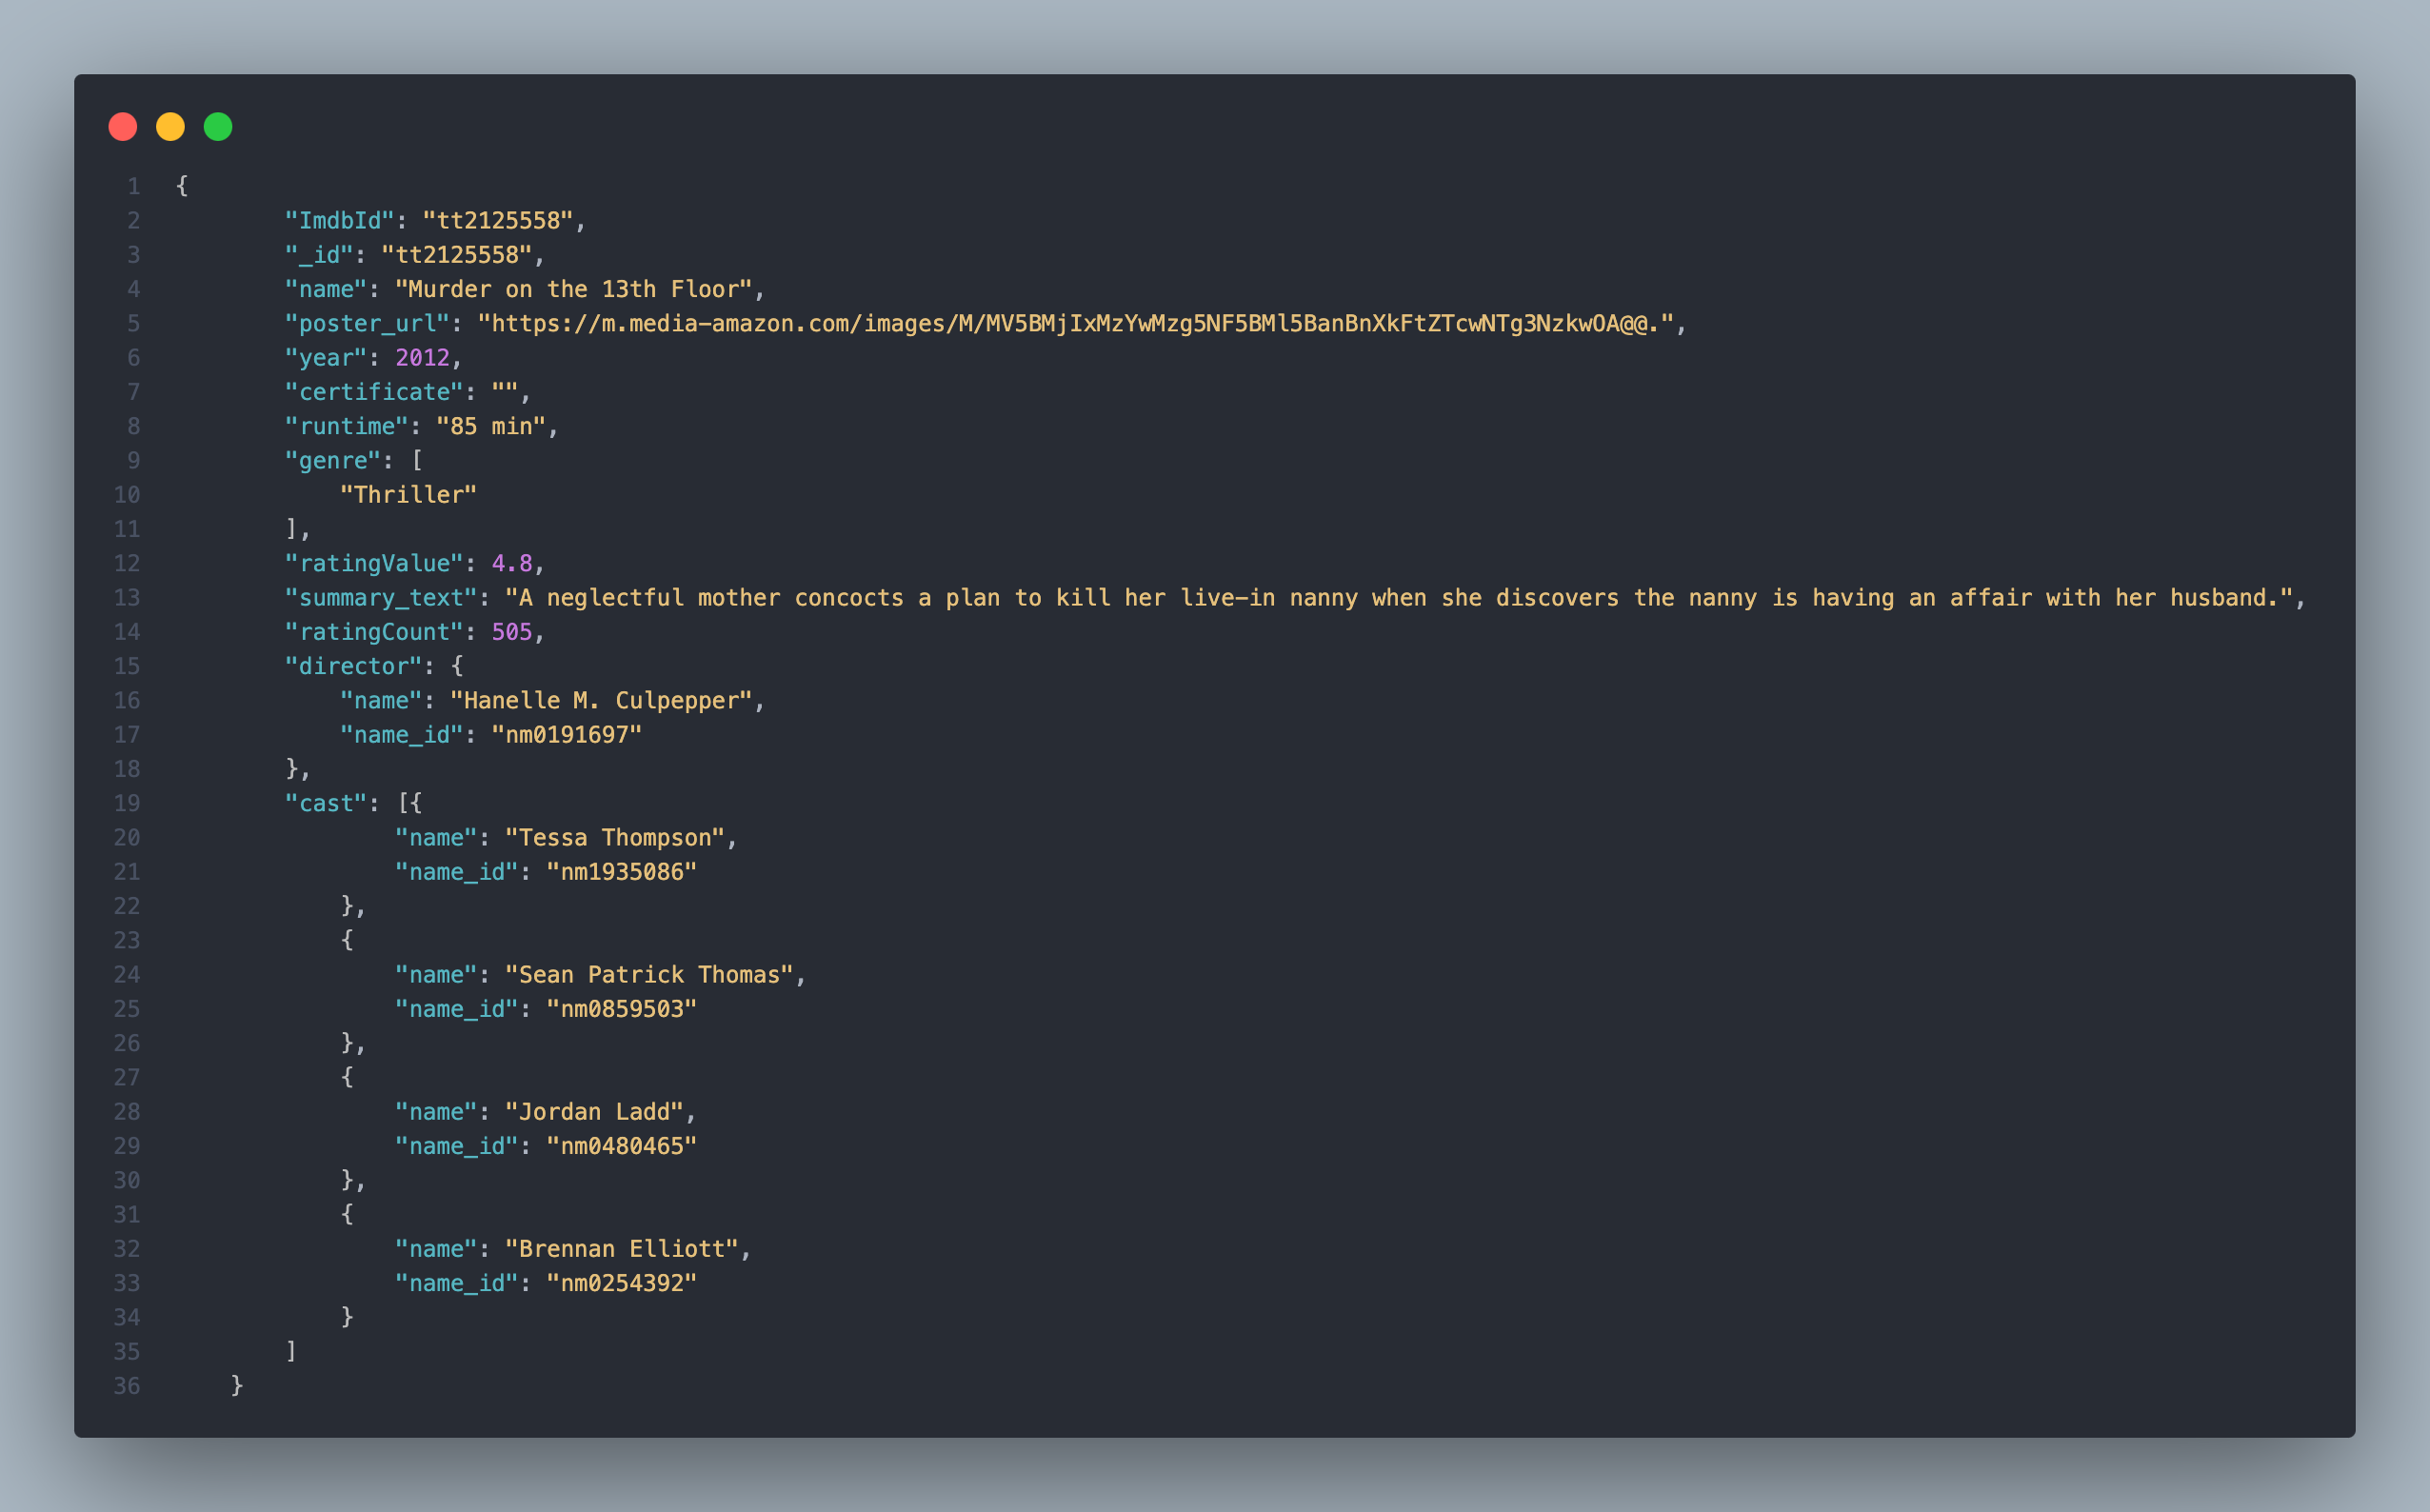 1 {
2 "ImdbId": "tt2125558",
3 "_id": "tt2125558",
4 "name": "Murder on the 13th Floor",
5 "poster_url": "https://m.media-amazon.com/images/M/MV5BMjIxMzYwMzg5NF5BMl5BanBnXkFtZTcwNTg3NzkwOA@@.",
6 "year": 2012,
7 "certificate": "",
8 "runtime": "85 min",
9 "genre": [
10 "Thriller"
11 ],
12 "ratingValue": 4.8,
13 "summary_text": "A neglectful mother concocts a plan to kill her live-in nanny when she discovers the nanny is having an affair with her husband.",
14 "ratingCount": 505,
15 "director": {
16 "name": "Hanelle M. Culpepper",
17 "name_id": "nm0191697"
18 },
19 "cast": [{
20 "name": "Tessa Thompson",
21 "name_id": "nm1935086"
22 },
23 {
24 "name": "Sean Patrick Thomas",
25 "name_id": "nm0859503"
26 },
27 {
28 "name": "Jordan Ladd",
29 "name_id": "nm0480465"
30 },
31 {
32 "name": "Brennan Elliott",
33 "name_id": "nm0254392"
34 }
35 ]
36 }